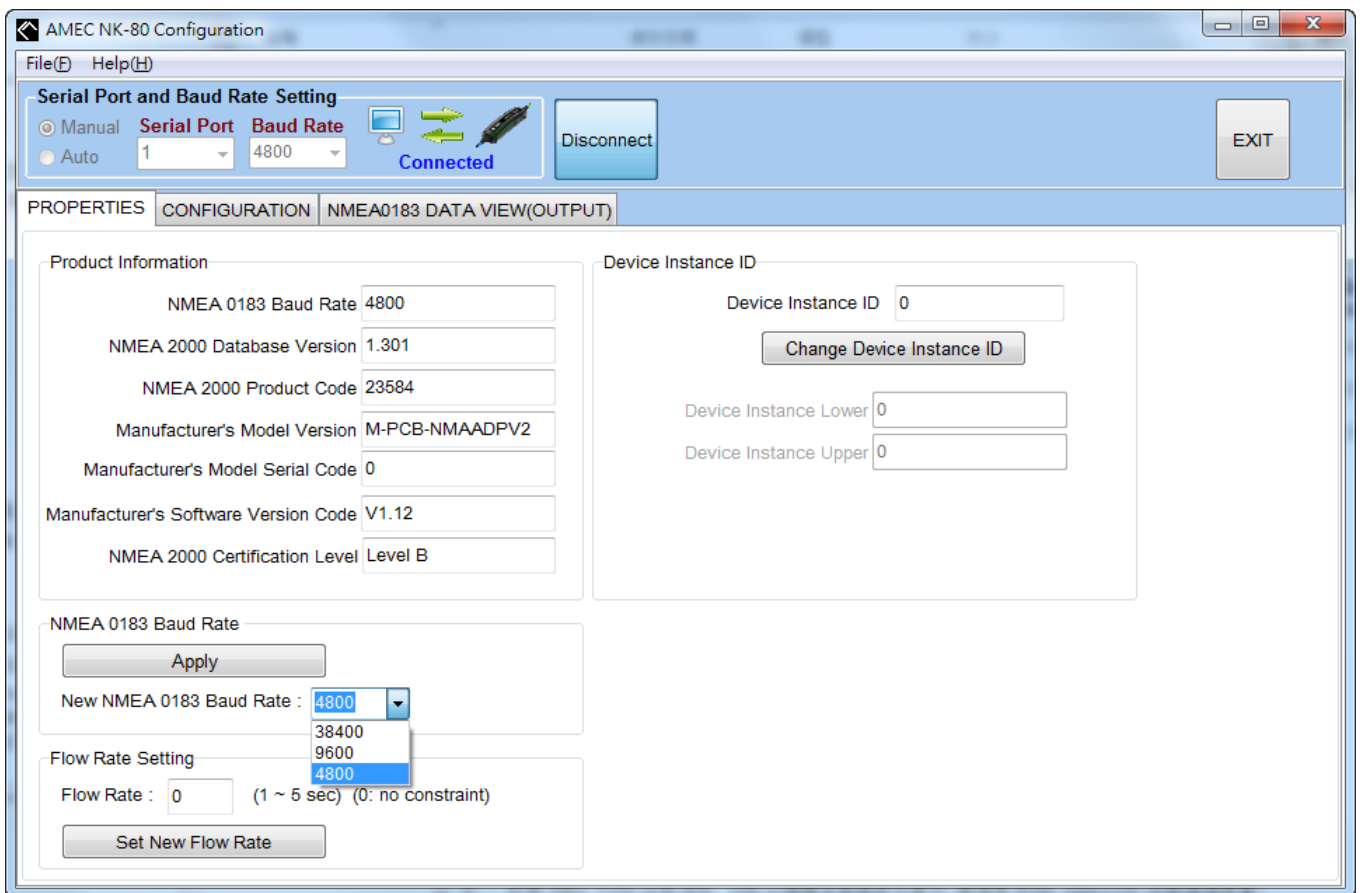 AMEC NK-80 Configuration
File(F) Help(H)
Serial Port and Baud Rate Setting
Manual Serial Port Baud Rate
Auto 1 4800
Connected
Disconnect
EXIT
PROPERTIES CONFIGURATION NMEA0183 DATA VIEW(OUTPUT)
Product Information
NMEA 0183 Baud Rate 4800
NMEA 2000 Database Version 1.301
NMEA 2000 Product Code 23584
Manufacturer's Model Version M-PCB-NMAADPV2
Manufacturer's Model Serial Code 0
Manufacturer's Software Version Code V1.12
NMEA 2000 Certification Level Level B
Device Instance ID
Device Instance ID 0
Change Device Instance ID
Device Instance Lower 0
Device Instance Upper 0
NMEA 0183 Baud Rate
Apply
New NMEA 0183 Baud Rate : 4800
38400
9600
4800
Flow Rate Setting
Flow Rate : 0 (1 ~ 5 sec) (0: no constraint)
Set New Flow Rate